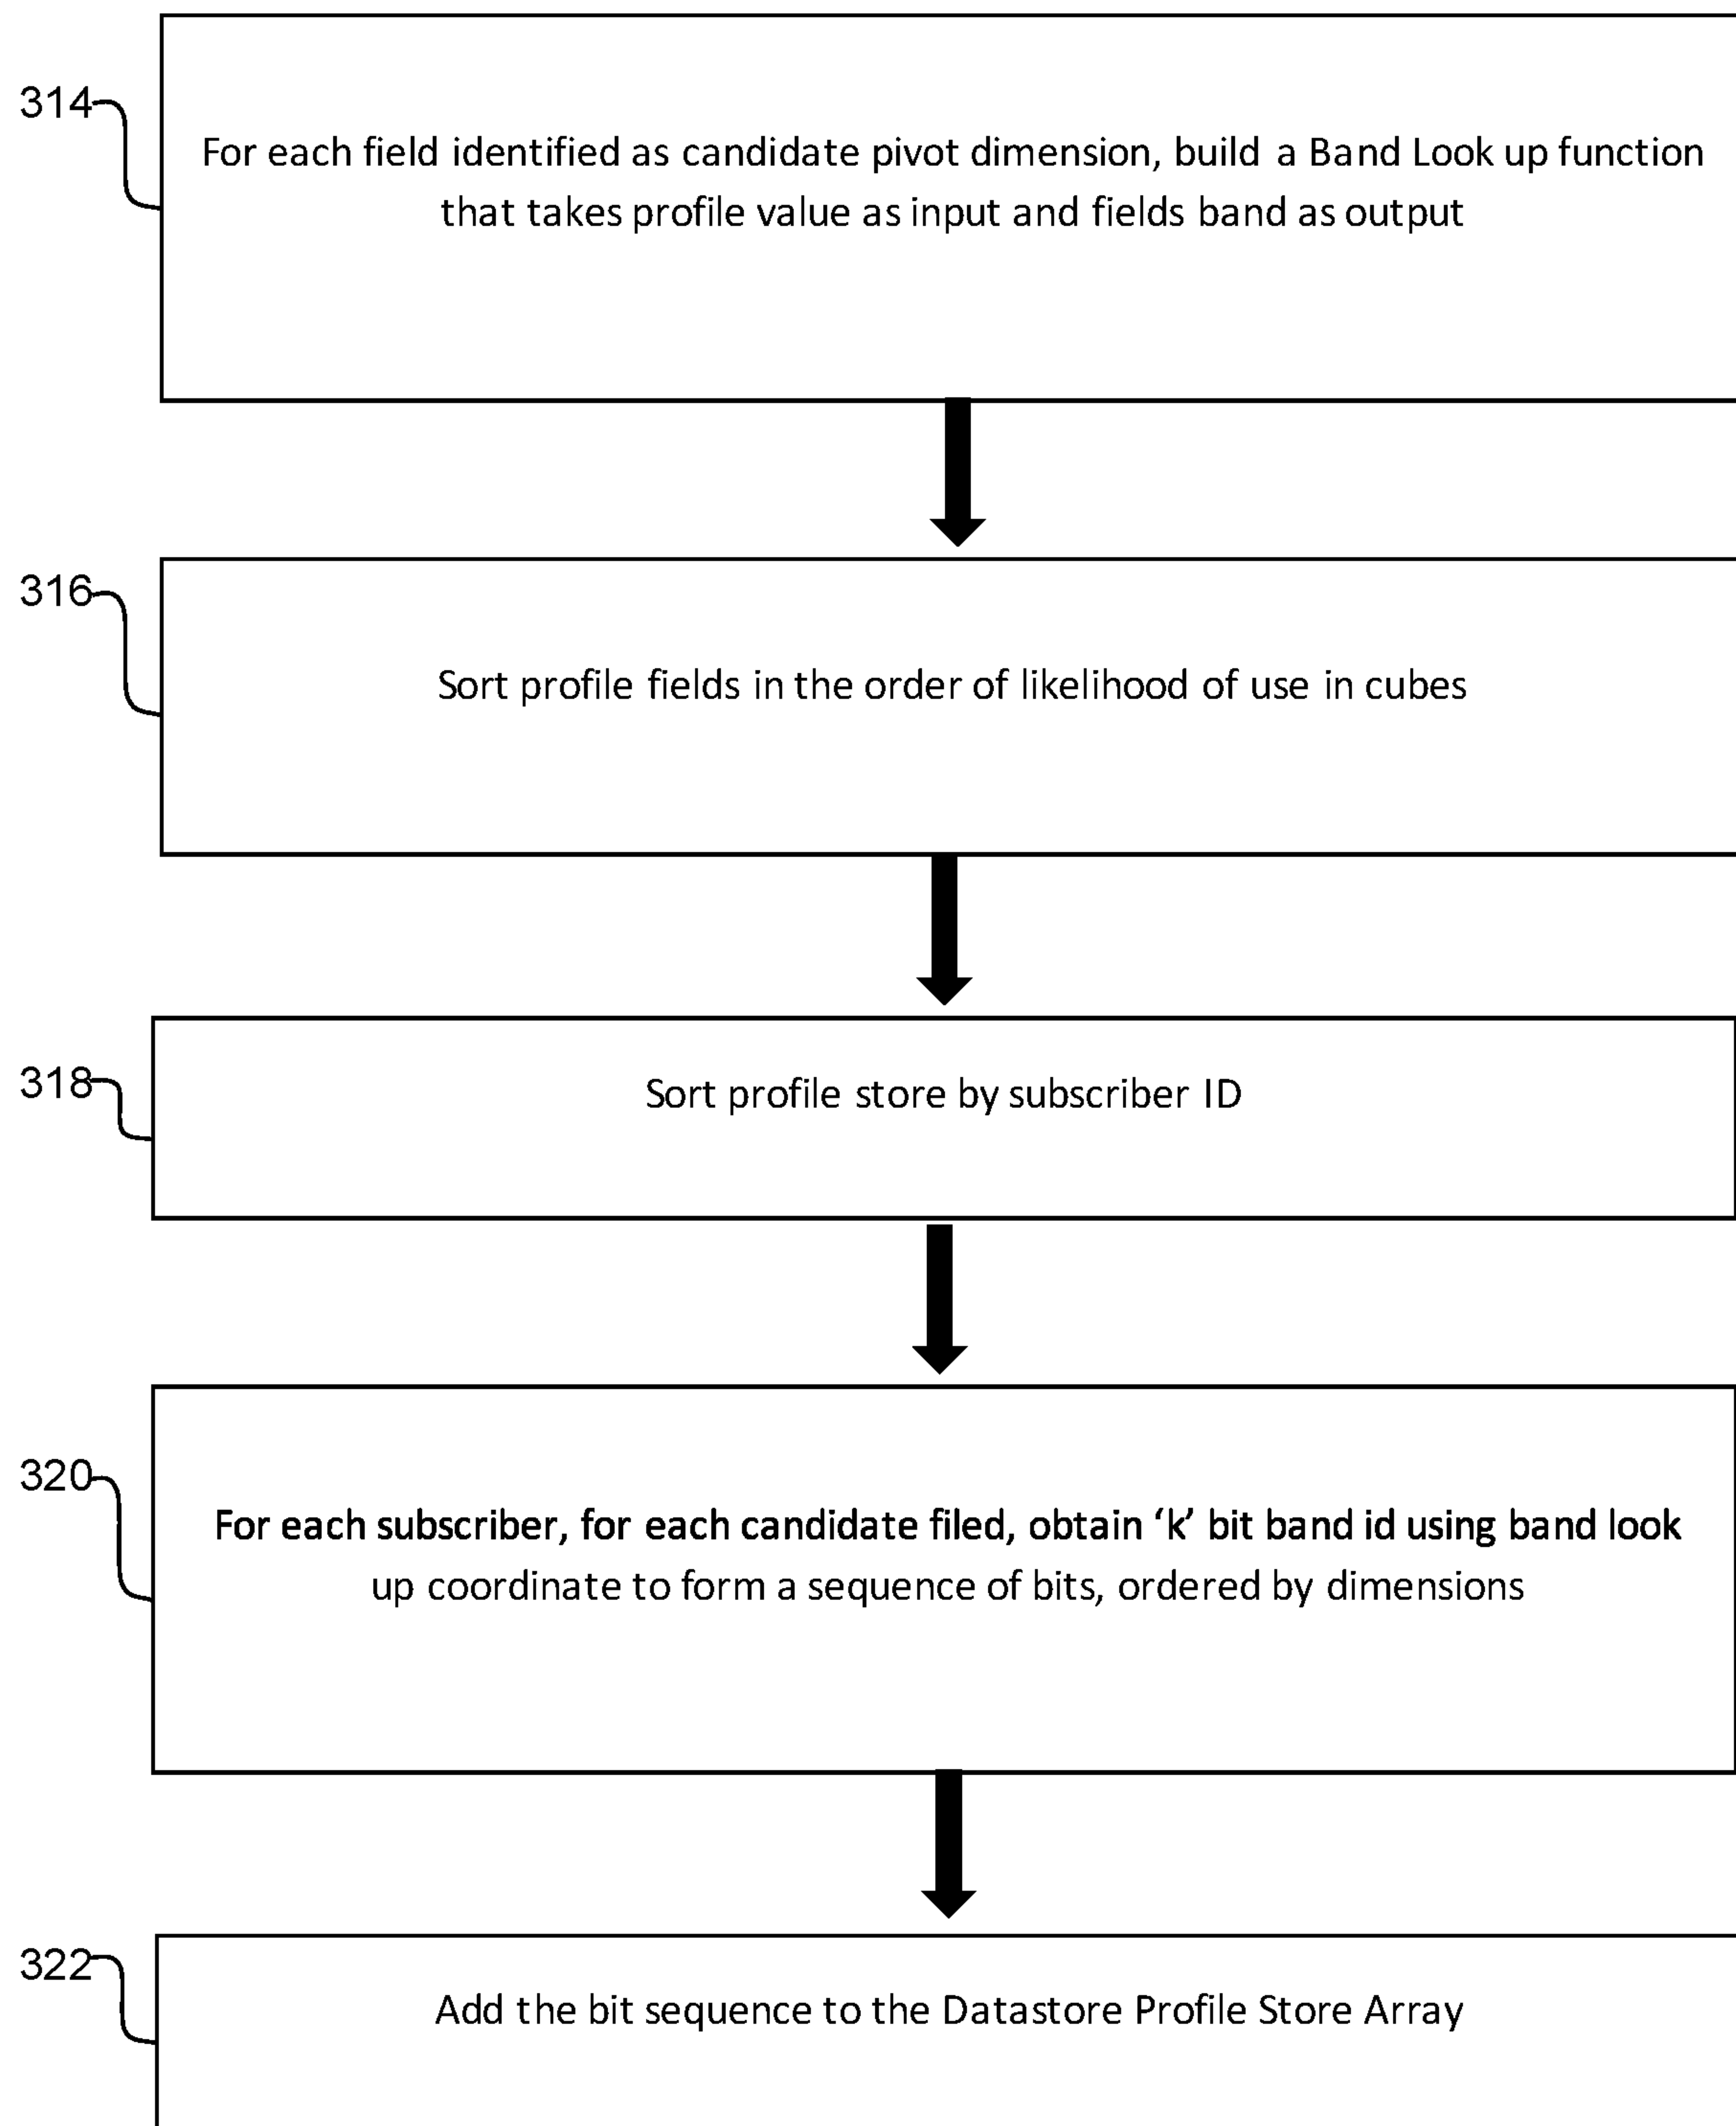 314
For each field identified as candidate pivot dimension, build a Band Look up function
that takes profile value as input and fields band as output
316
Sort profile fields in the order of likelihood of use in cubes
318
Sort profile store by subscriber ID
320
For each subscriber, for each candidate filed, obtain ‘k’ bit band id using band look
up coordinate to form a sequence of bits, ordered by dimensions
322
Add the bit sequence to the Datastore Profile Store Array